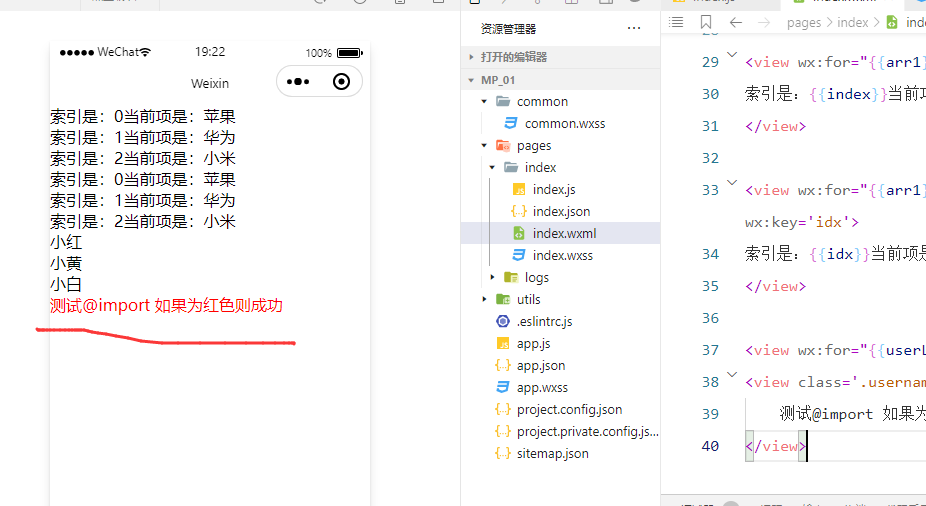 WeChat
19:22
100%
Weixin
索引是：0当前项是：苹果
索引是：1当前项是：华为
索引是：2当前项是：小米
索引是：0当前项是：苹果
索引是：1当前项是：华为
索引是：2当前项是：小米
小红
小黄
小白
测试@import 如果为红色则成功
资源管理器
打开的编辑器
MP_01
common
common.wxss
pages
index
index.js
index.json
index.wxml
index.wxss
logs
utils
.eslintrc.js
app.js
app.json
app.wxss
project.config.json
project.private.config.js...
sitemap.json
pages > index >
29 <view wx:for="{{arr1}
30 索引是：{{index}}当前项
31 </view>
32
33 <view wx:for="{{arr1}
wx:key='idx'>
34 索引是：{{idx}}当前项是
35 </view>
36
37 <view wx:for="{{userL
38 <view class='.usernam
39 测试@import 如果为
40 </view>